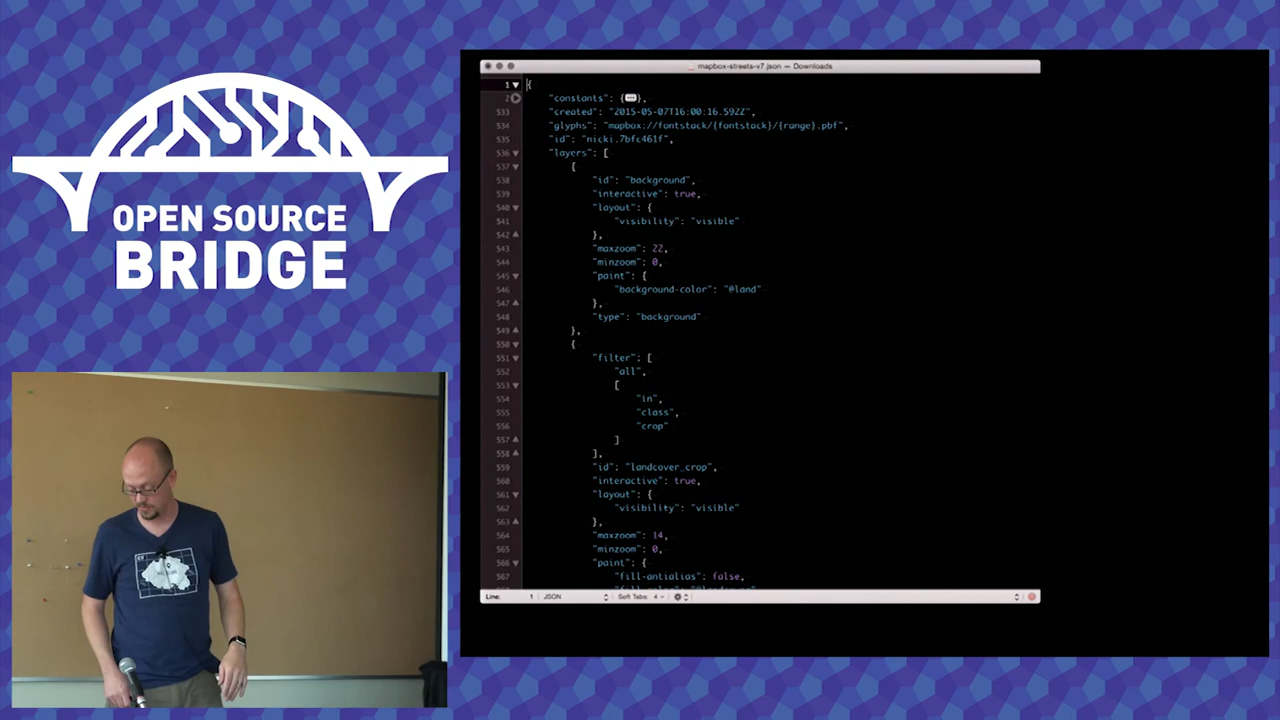 OPEN SOURCE
BRIDGE
mapbox-streets-v7.json — Downloads
1 {
2 "constants": {
533 "created": "2015-05-07T16:00:16.592Z",
534 "glyphs": "mapbox://fontstack/{fontstack}/{range}.pbf",
535 "id": "nicki.7bfc461f",
536 "layers": [
537 {
538 "id": "background",
539 "interactive": true,
540 "layout": {
541 "visibility": "visible"
542 },
543 "maxzoom": 22,
544 "minzoom": 0,
545 "paint": {
546 "background-color": "@land"
547 },
548 "type": "background"
549 },
550 {
551 "filter": [
552 "all",
553 [
554 "in",
555 "class",
556 "crop"
557 ]
558 ],
559 "id": "landcover_crop",
560 "interactive": true,
561 "layout": {
562 "visibility": "visible"
563 },
564 "maxzoom": 14,
565 "minzoom": 0,
566 "paint": {
567 "fill-antialias": false,
Line: 1 JSON Soft Tabs: 4